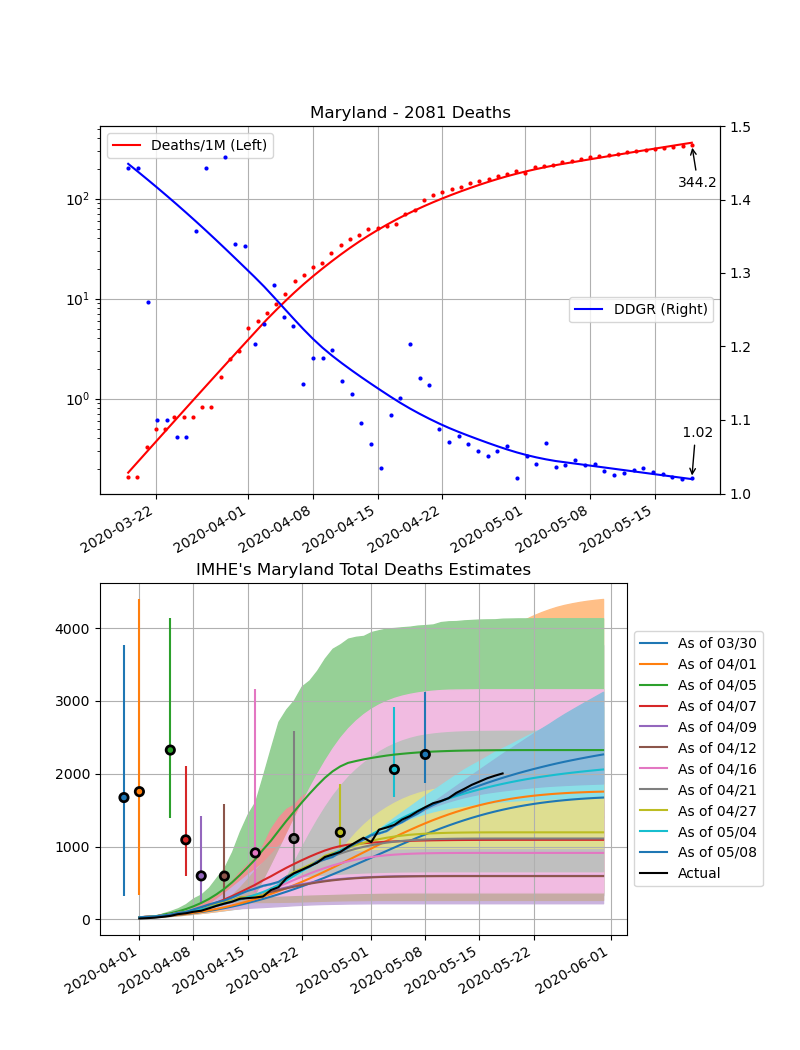 Maryland - 2081 Deaths
Deaths/1M (Left)
DDGR (Right)
344.2
1.02
10²
10¹
10⁰
1.5
1.4
1.3
1.2
1.1
1.0
2020-03-22
2020-04-01
2020-04-08
2020-04-15
2020-04-22
2020-05-01
2020-05-08
2020-05-15
IMHE's Maryland Total Deaths Estimates
4000
3000
2000
1000
0
2020-04-01
2020-04-08
2020-04-15
2020-04-22
2020-05-01
2020-05-08
2020-05-15
2020-05-22
2020-06-01
As of 03/30
As of 04/01
As of 04/05
As of 04/07
As of 04/09
As of 04/12
As of 04/16
As of 04/21
As of 04/27
As of 05/04
As of 05/08
Actual